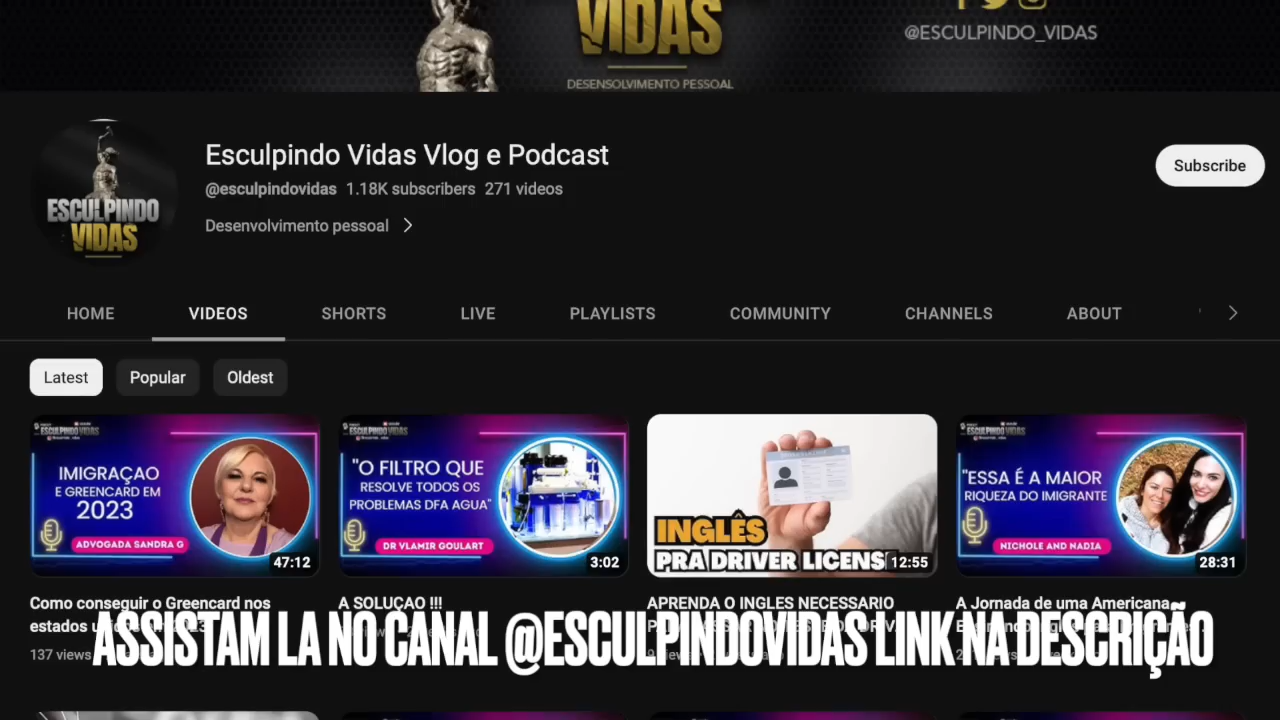 VIDAS
@ESCULPINDO_VIDAS
DESENSOLVIMENTO PESSOAL
ESCULPINDO
VIDAS
Esculpindo Vidas Vlog e Podcast
@esculpindovidas 1.18K subscribers 271 videos
Desenvolvimento pessoal
Subscribe
HOME VIDEOS SHORTS LIVE PLAYLISTS COMMUNITY CHANNELS ABOUT
Latest Popular Oldest
ESCULPINDO VIDAS
IMIGRAÇAO
E GREENCARD EM
2023
ADVOGADA SANDRA G
47:12
ESCULPINDO VIDAS
"O FILTRO QUE
RESOLVE TODOS OS
PROBLEMAS DFA AGUA"
DR VLAMIR GOULART
3:02
INGLÊS
PRA DRIVER LICENS
12:55
ESCULPINDO VIDAS
"ESSA É A MAIOR
RIQUEZA DO IMIGRANTE
NICHOLE AND NADIA
28:31
Como conseguir o Greencard nos
estados
137 views
A SOLUÇAO !!!
APRENDA O INGLES NECESSARIO
A Jornada de uma Americana
ASSISTAM LA NO CANAL @ESCULPINDOVIDAS LINK NA DESCRIÇÃO